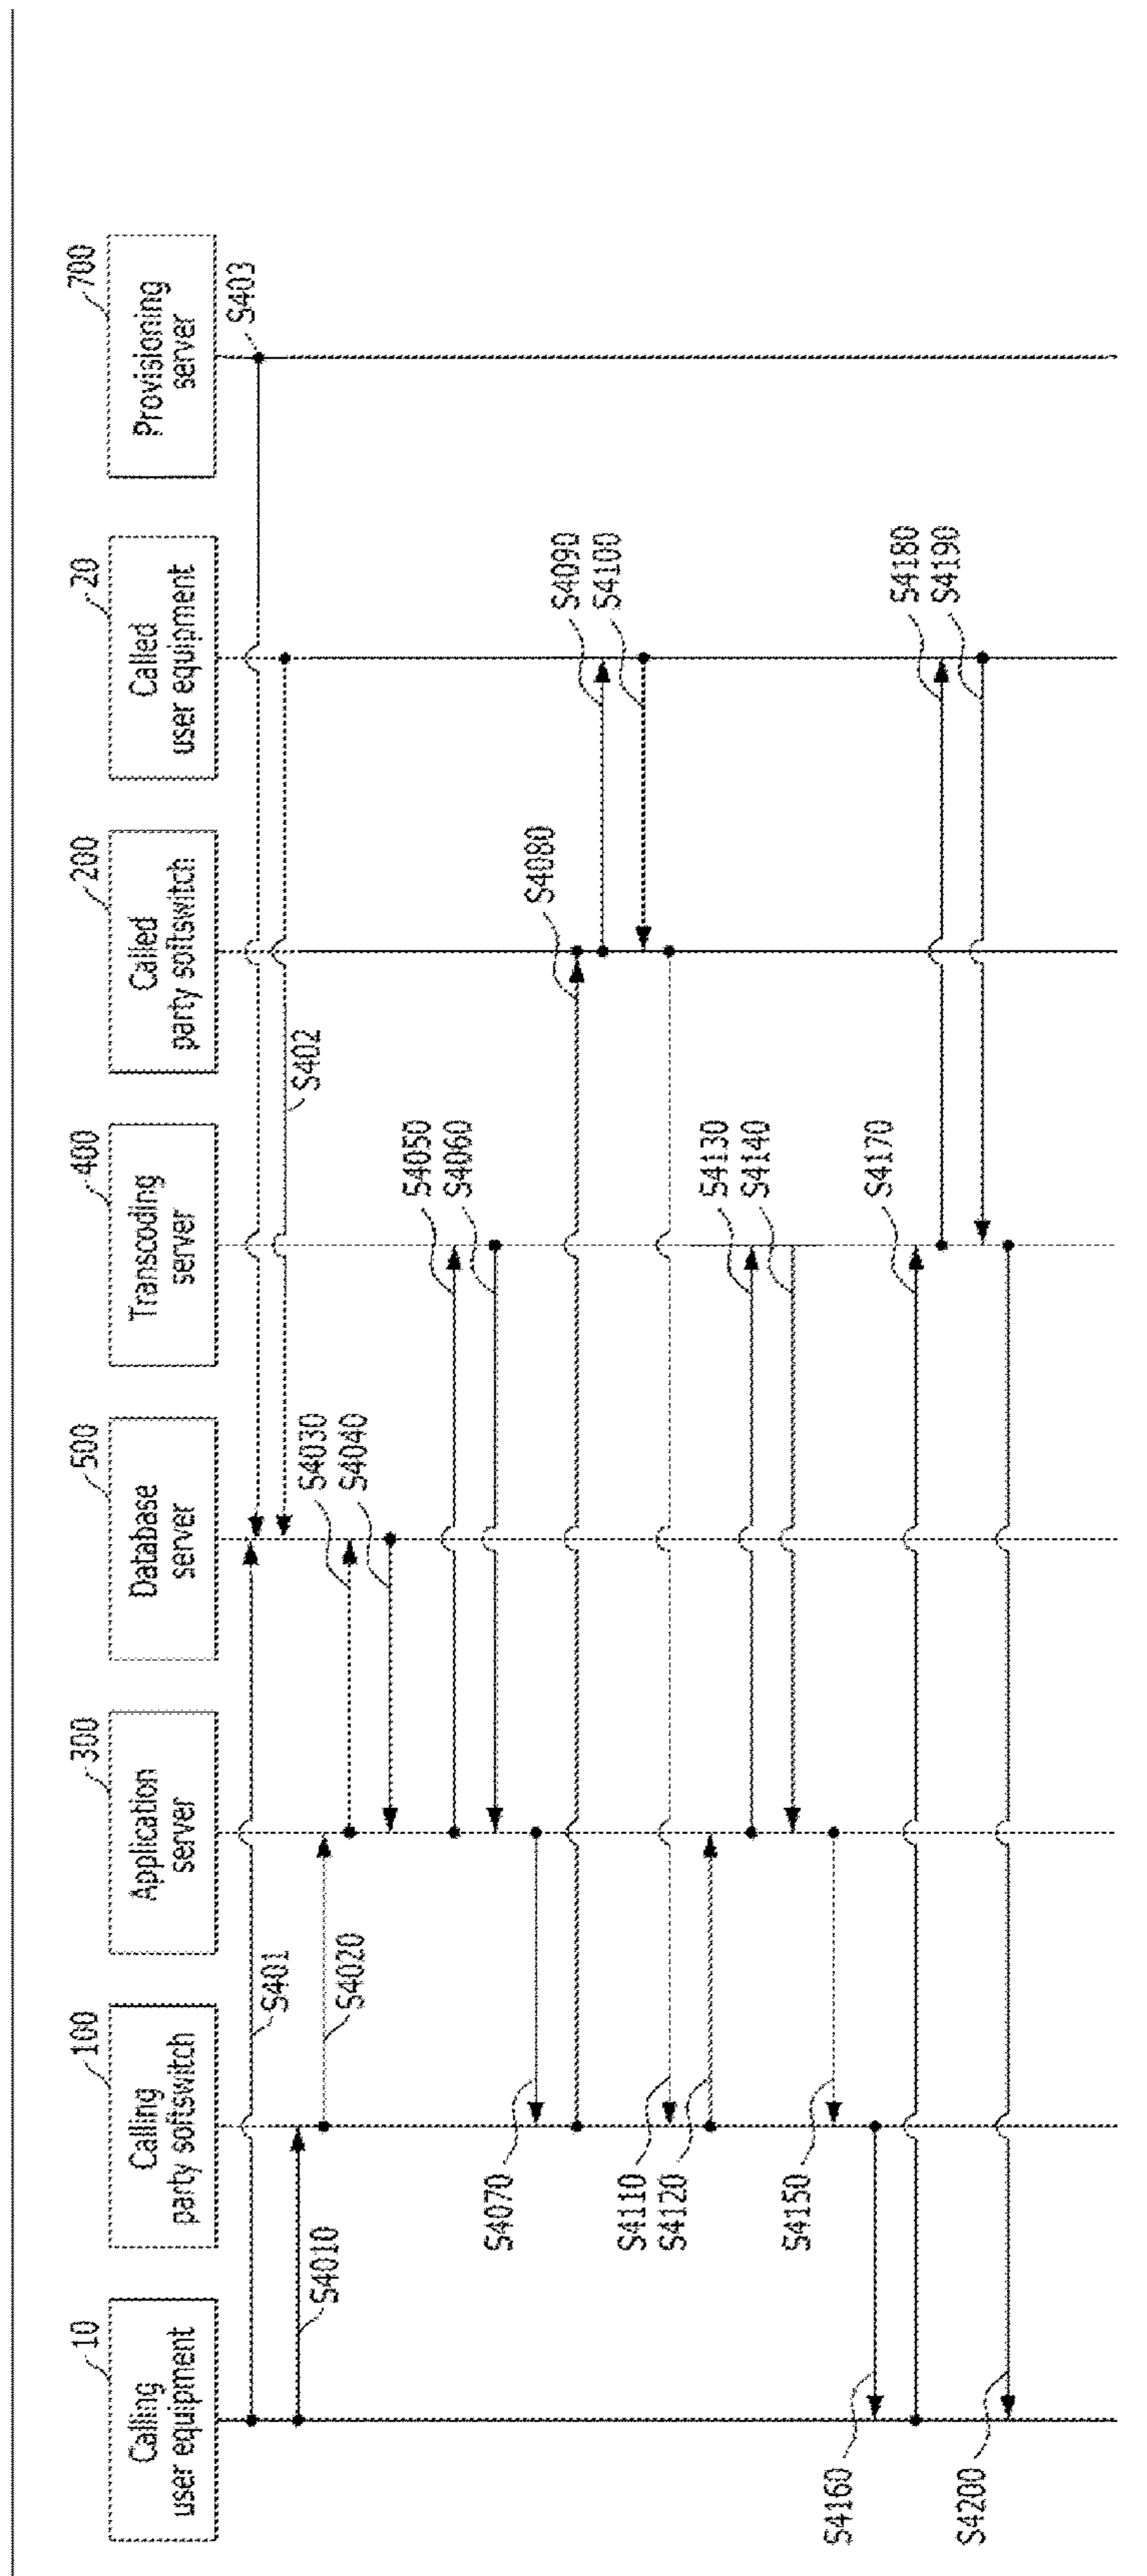 10
Calling
user equipment
100
Calling
party softswitch
300
Application
server
500
Database
server
400
Transcoding
server
200
Called
party softswitch
20
Called
user equipment
700
Provisioning
server
S401
S403
S402
S4010
S4020
S4030
S4040
S4050
S4060
S4070
S4080
S4090
S4100
S4110
S4120
S4130
S4140
S4150
S4160
S4170
S4180
S4190
S4200